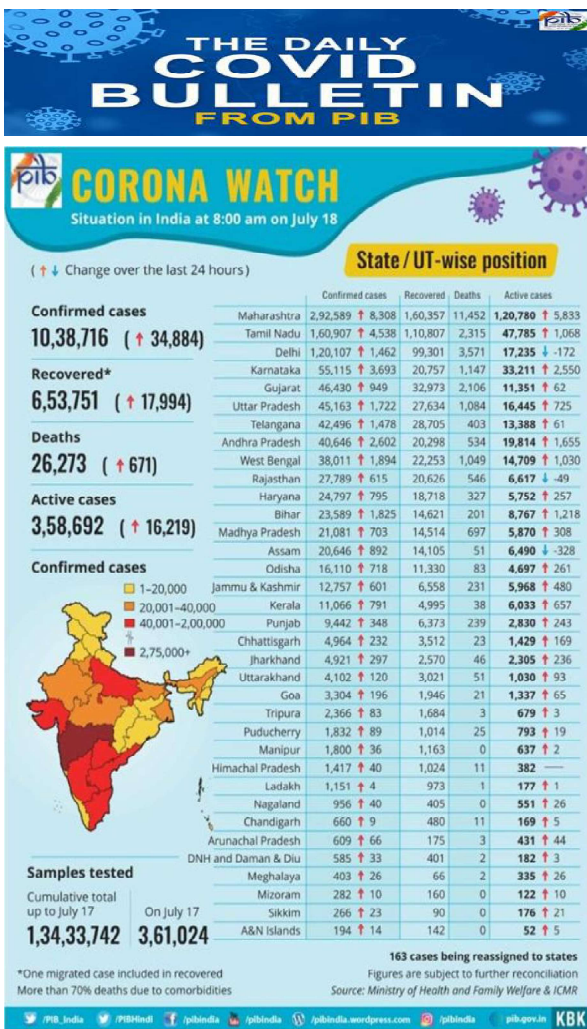 pib
THE DAILY
COVID
BULLETIN
FROM PIB
pib
CORONA WATCH
Situation in India at 8:00 am on July 18
(↑↓ Change over the last 24 hours)
State / UT-wise position
Confirmed cases
10,38,716 (↑ 34,884)
Recovered*
6,53,751 (↑ 17,994)
Deaths
26,273 (↑ 671)
Active cases
3,58,692 (↑ 16,219)
Confirmed cases
1–20,000
20,001–40,000
40,001–2,00,000
2,75,000+
Confirmed cases Recovered Deaths Active cases
Maharashtra 2,92,589 ↑ 8,308 1,60,357 11,452 1,20,780 ↑ 5,833
Tamil Nadu 1,60,907 ↑ 4,538 1,10,807 2,315 47,785 ↑ 1,068
Delhi 1,20,107 ↑ 1,462 99,301 3,571 17,235 ↓ -172
Karnataka 55,115 ↑ 3,693 20,757 1,147 33,211 ↑ 2,550
Gujarat 46,430 ↑ 949 32,973 2,106 11,351 ↑ 62
Uttar Pradesh 45,163 ↑ 1,722 27,634 1,084 16,445 ↑ 725
Telangana 42,496 ↑ 1,478 28,705 403 13,388 ↑ 61
Andhra Pradesh 40,646 ↑ 2,602 20,298 534 19,814 ↑ 1,655
West Bengal 38,011 ↑ 1,894 22,253 1,049 14,709 ↑ 1,030
Rajasthan 27,789 ↑ 615 20,626 546 6,617 ↓ -49
Haryana 24,797 ↑ 795 18,718 327 5,752 ↑ 257
Bihar 23,589 ↑ 1,825 14,621 201 8,767 ↑ 1,218
Madhya Pradesh 21,081 ↑ 703 14,514 697 5,870 ↑ 308
Assam 20,646 ↑ 892 14,105 51 6,490 ↓ -328
Odisha 16,110 ↑ 718 11,330 83 4,697 ↑ 261
Jammu & Kashmir 12,757 ↑ 601 6,558 231 5,968 ↑ 480
Kerala 11,066 ↑ 791 4,995 38 6,033 ↑ 657
Punjab 9,442 ↑ 348 6,373 239 2,830 ↑ 243
Chhattisgarh 4,964 ↑ 232 3,512 23 1,429 ↑ 169
Jharkhand 4,921 ↑ 297 2,570 46 2,305 ↑ 236
Uttarakhand 4,102 ↑ 120 3,021 51 1,030 ↑ 93
Goa 3,304 ↑ 196 1,946 21 1,337 ↑ 65
Tripura 2,366 ↑ 83 1,684 3 679 ↑ 3
Puducherry 1,832 ↑ 89 1,014 25 793 ↑ 19
Manipur 1,800 ↑ 36 1,163 0 637 ↑ 2
Himachal Pradesh 1,417 ↑ 40 1,024 11 382 —
Ladakh 1,151 ↑ 4 973 1 177 ↑ 1
Nagaland 956 ↑ 40 405 0 551 ↑ 26
Chandigarh 660 ↑ 9 480 11 169 ↑ 5
Arunachal Pradesh 609 ↑ 66 175 3 431 ↑ 44
DNH and Daman & Diu 585 ↑ 33 401 2 182 ↑ 3
Meghalaya 403 ↑ 26 66 2 335 ↑ 26
Mizoram 282 ↑ 10 160 0 122 ↑ 10
Sikkim 266 ↑ 23 90 0 176 ↑ 21
A&N Islands 194 ↑ 14 142 0 52 ↑ 5
Samples tested
Cumulative total
up to July 17
1,34,33,742
On July 17
3,61,024
163 cases being reassigned to states
*One migrated case included in recovered
Figures are subject to further reconciliation
More than 70% deaths due to comorbidities
Source: Ministry of Health and Family Welfare & ICMR
/PIB_India /PIBHindi /pibindia /pibindia /pibindia.wordpress.com /pibindia pib.gov.in KBK